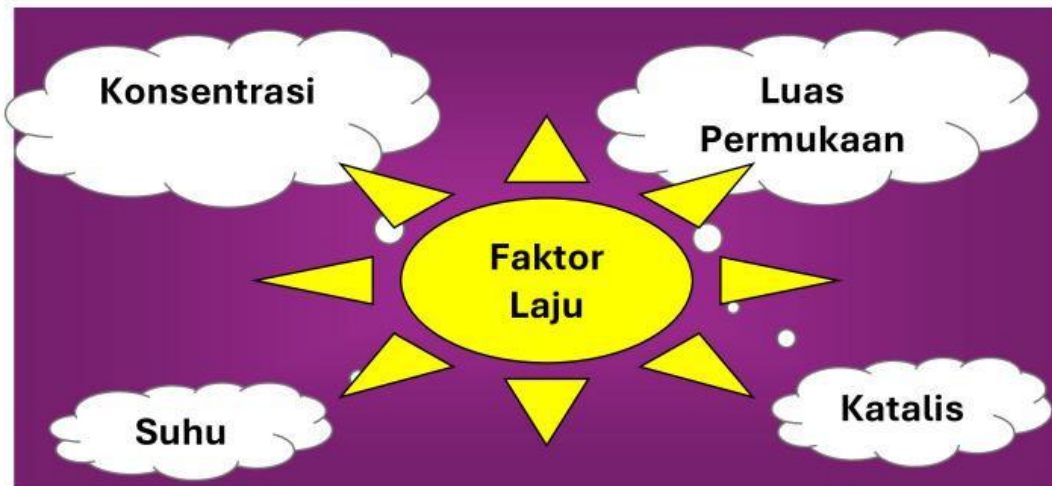 Konsentrasi
Luas
Permukaan
Faktor
Laju
Suhu
Katalis